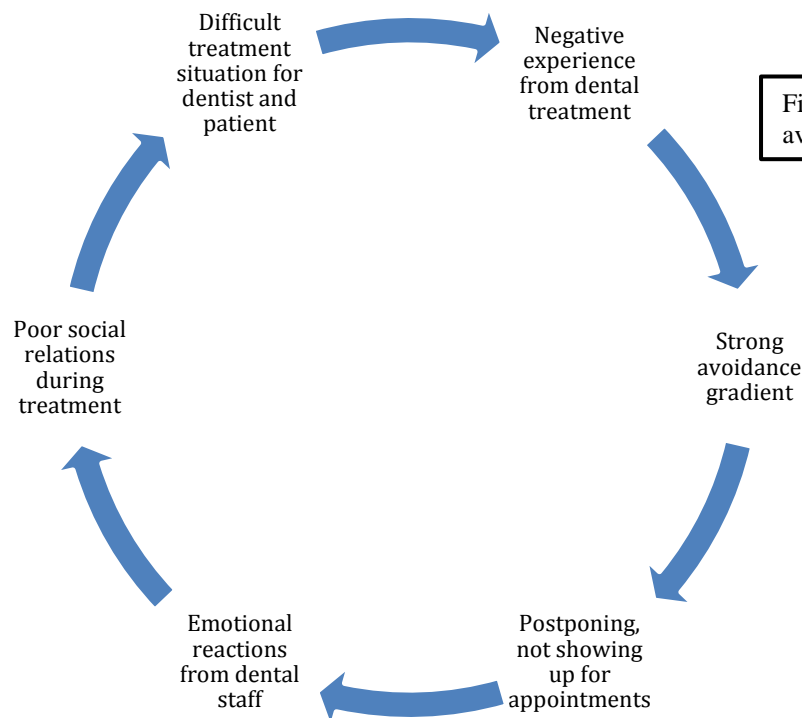 Difficult
treatment
situation for
dentist and
patient
Negative
experience
from dental
treatment
Strong
avoidance
gradient
Postponing,
not showing
up for
appointments
Emotional
reactions
from dental
staff
Poor social
relations
during
treatment